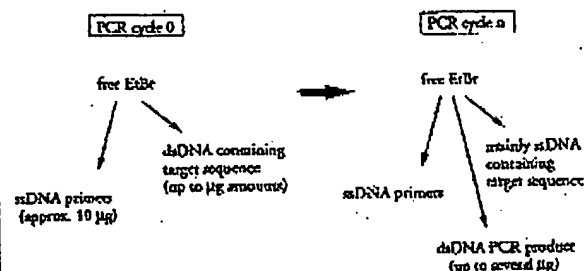 PCR cycle 0
free EtBr
dsDNA containing
target sequence
(up to µg amounts)
ssDNA primers
(approx. 10 µg)
PCR cycle n
free EtBr
mainly ssDNA
containing
target sequence
ssDNA primers
dsDNA PCR product
(up to several µg)